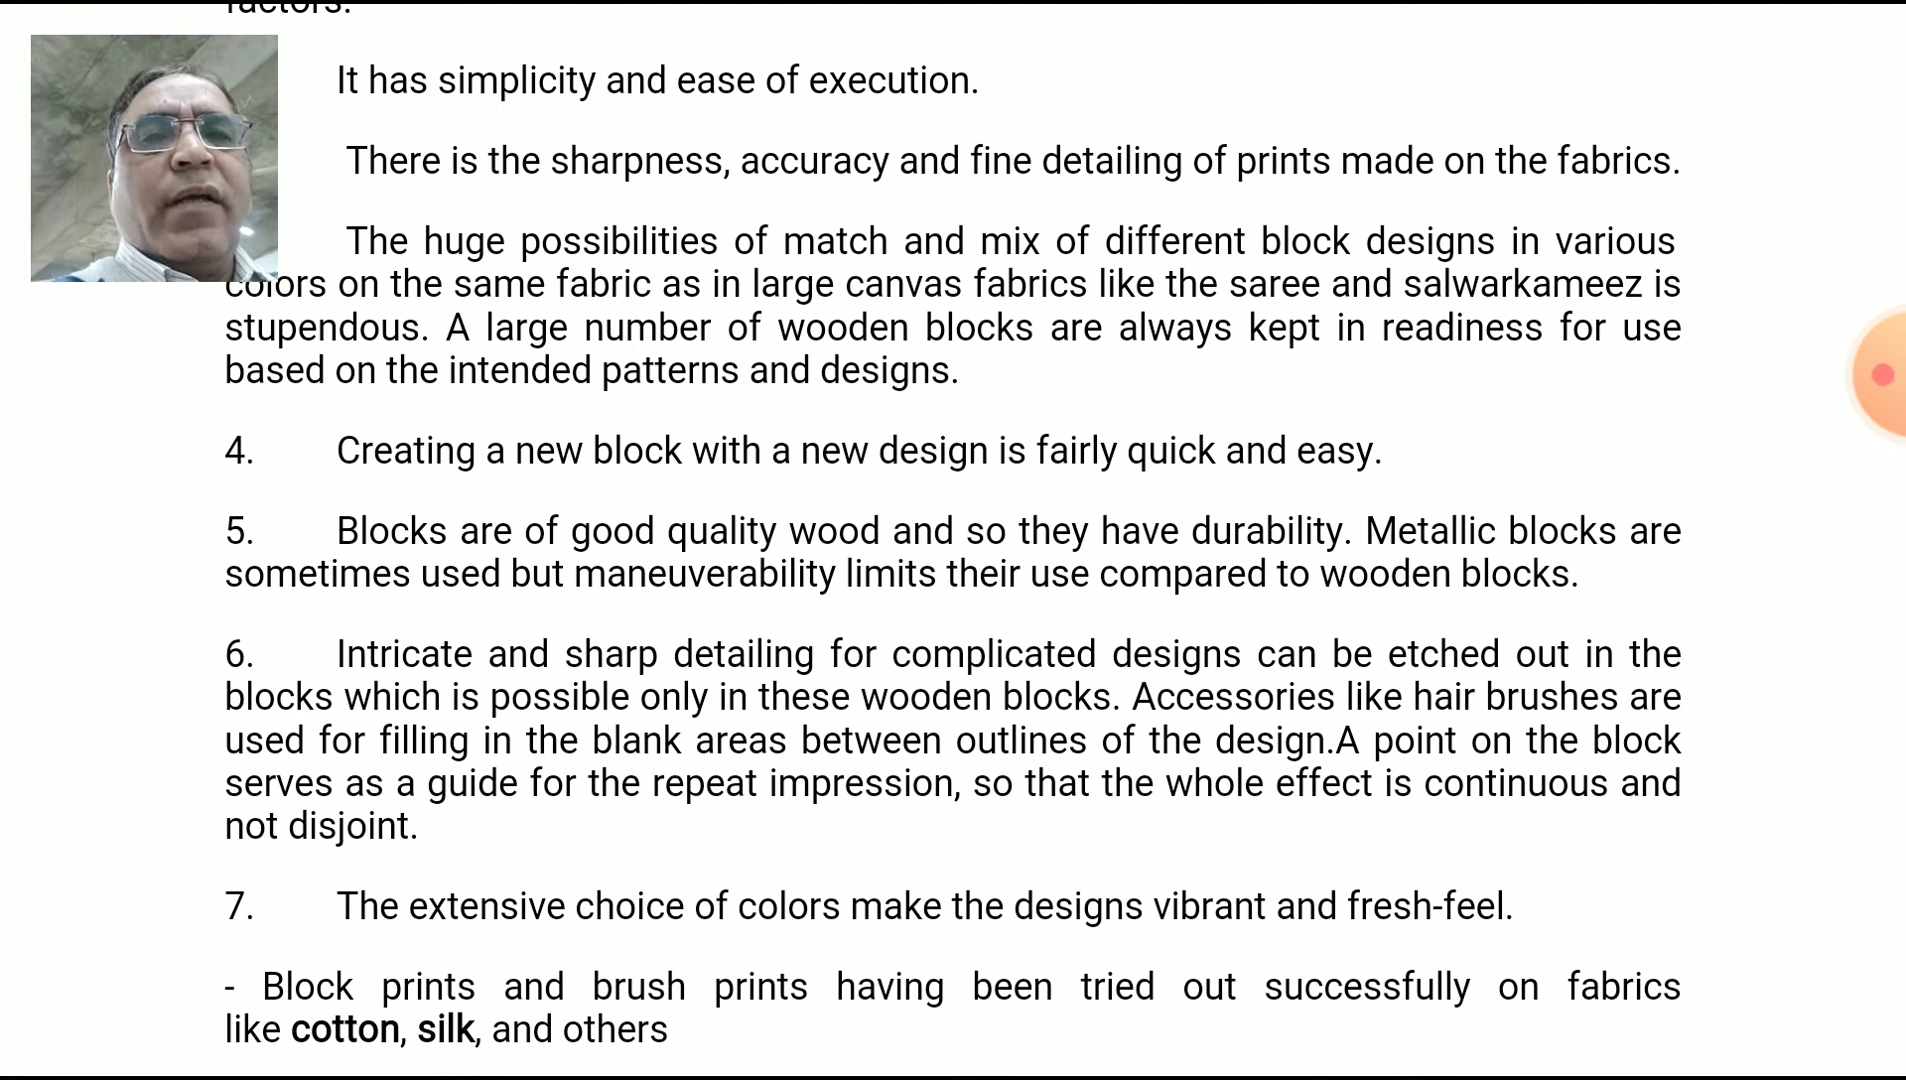 factors.
It has simplicity and ease of execution.
There is the sharpness, accuracy and fine detailing of prints made on the fabrics.
The huge possibilities of match and mix of different block designs in various
colors on the same fabric as in large canvas fabrics like the saree and salwarkameez is
stupendous. A large number of wooden blocks are always kept in readiness for use
based on the intended patterns and designs.
4. Creating a new block with a new design is fairly quick and easy.
5. Blocks are of good quality wood and so they have durability. Metallic blocks are
sometimes used but maneuverability limits their use compared to wooden blocks.
6. Intricate and sharp detailing for complicated designs can be etched out in the
blocks which is possible only in these wooden blocks. Accessories like hair brushes are
used for filling in the blank areas between outlines of the design.A point on the block
serves as a guide for the repeat impression, so that the whole effect is continuous and
not disjoint.
7. The extensive choice of colors make the designs vibrant and fresh-feel.
- Block prints and brush prints having been tried out successfully on fabrics
like cotton, silk, and others